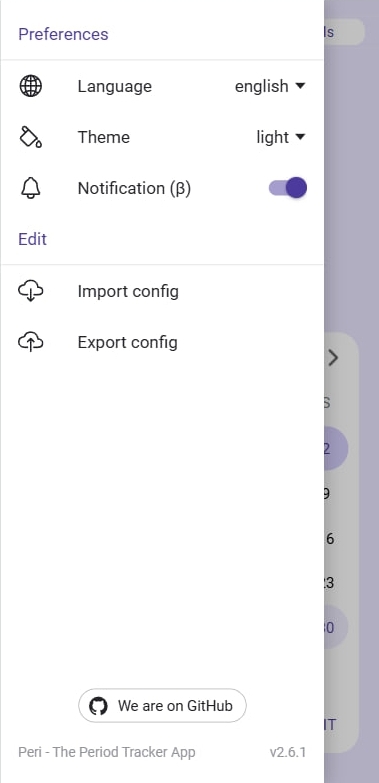 Preferences
ls
Language english
Theme light
Notification (β)
Edit
Import config
Export config
S
2
9
6
23
30
IT
We are on GitHub
Peri - The Period Tracker App v2.6.1